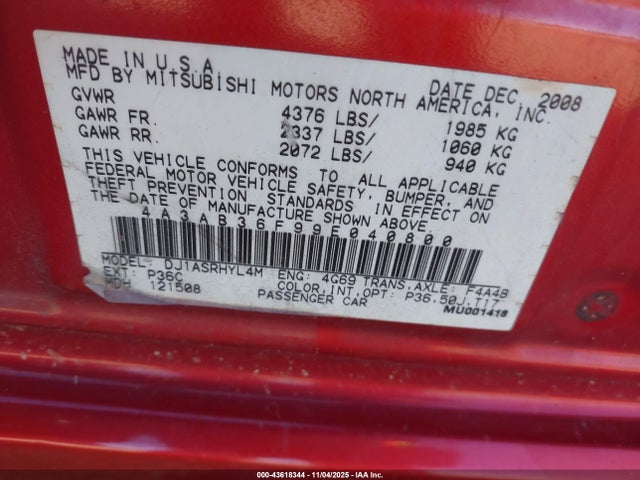 MADE IN U.S.A DATE DEC. 2008
MFD BY MITSUBISHI MOTORS NORTH AMERICA, INC.
GVWR 4376 LBS/ 1985 KG
GAWR FR. 2337 LBS/ 1060 KG
GAWR RR. 2072 LBS/ 940 KG
THIS VEHICLE CONFORMS TO ALL APPLICABLE
FEDERAL MOTOR VEHICLE SAFETY, BUMPER, AND
THEFT PREVENTION STANDARDS IN EFFECT ON
THE DATE OF MANUFACTURE SHOWN ABOVE.
4A3AB36F99E040800
MODEL: DJ1ASRHYL4M ENG: 4G69 TRANS,AXLE: F4A4B
EXT: P36C COLOR,INT,OPT: P36,50J,T17,
MDH 121508 PASSENGER CAR
MU001418
000-43618344 - 11/04/2025 - IAA Inc.